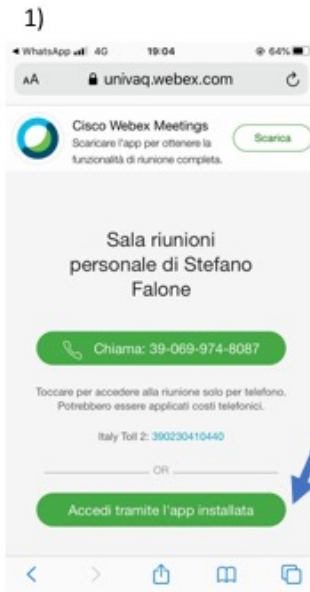 1)
WhatsApp 4G 19:04 64%
AA univaq.webex.com
Cisco Webex Meetings
Scaricare l'app per ottenere la
funzionalità di riunione completa.
Scarica
Sala riunioni
personale di Stefano
Falone
Chiama: 39-069-974-8087
Toccare per accedere alla riunione solo per telefono.
Potrebbero essere applicati costi telefonici.
Italy Toll 2: 390230410440
OR
Accedi tramite l'app installata